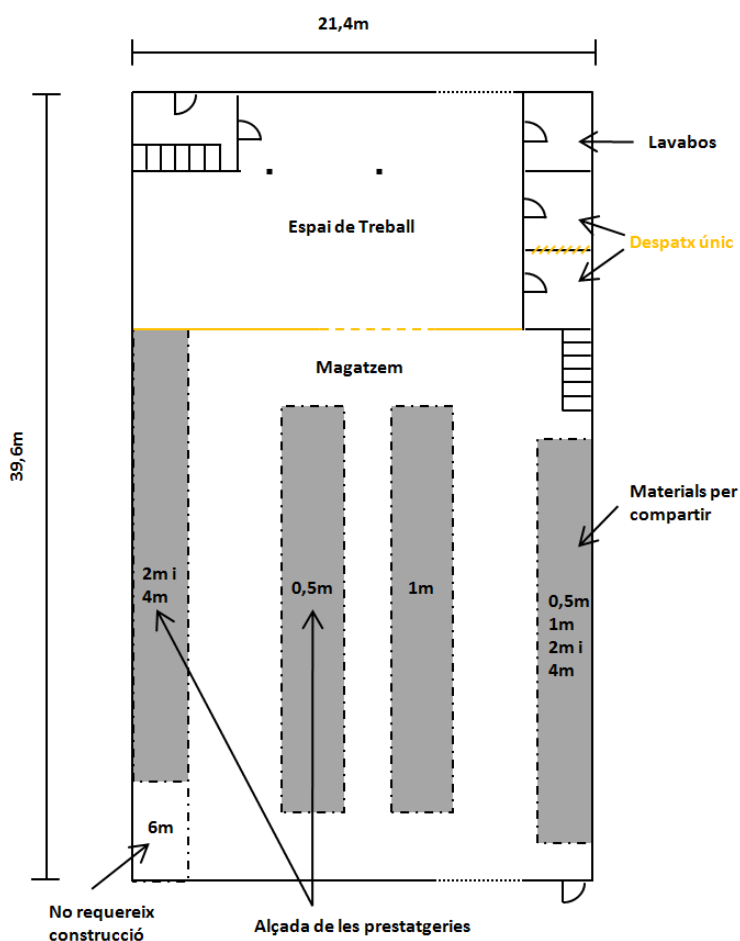 21,4m
Lavabos
Espai de Treball
Despatx únic
Magatzem
39,6m
Materials per
compartir
2m i
4m
0,5m
1m
0,5m
1m
2m i
4m
6m
No requereix
construcció
Alçada de les prestatgeries